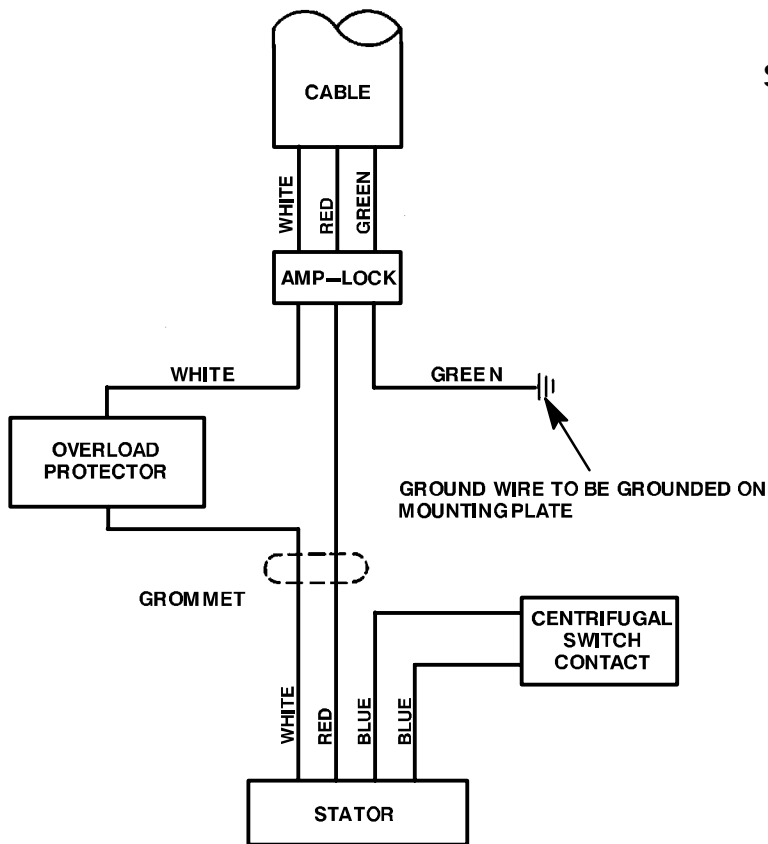 CABLE
S
WHITE
RED
GREEN
AMP-LOCK
WHITE
GREEN
OVERLOAD
PROTECTOR
GROUND WIRE TO BE GROUNDED ON
MOUNTING PLATE
GROMMET
CENTRIFUGAL
SWITCH
CONTACT
WHITE
RED
BLUE
BLUE
STATOR